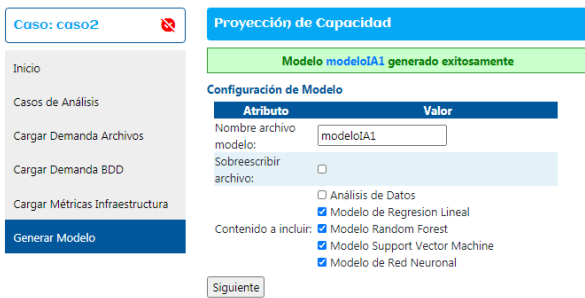 Caso: caso2
Inicio
Casos de Análisis
Cargar Demanda Archivos
Cargar Demanda BDD
Cargar Métricas Infraestructura
Generar Modelo
Proyección de Capacidad
Modelo modeloIA1 generado exitosamente
Configuración de Modelo
Atributo Valor
Nombre archivo
modelo:
modeloIA1
Sobreescribir
archivo:
Contenido a incluir:
Análisis de Datos
Modelo de Regresion Lineal
Modelo Random Forest
Modelo Support Vector Machine
Modelo de Red Neuronal
Siguiente